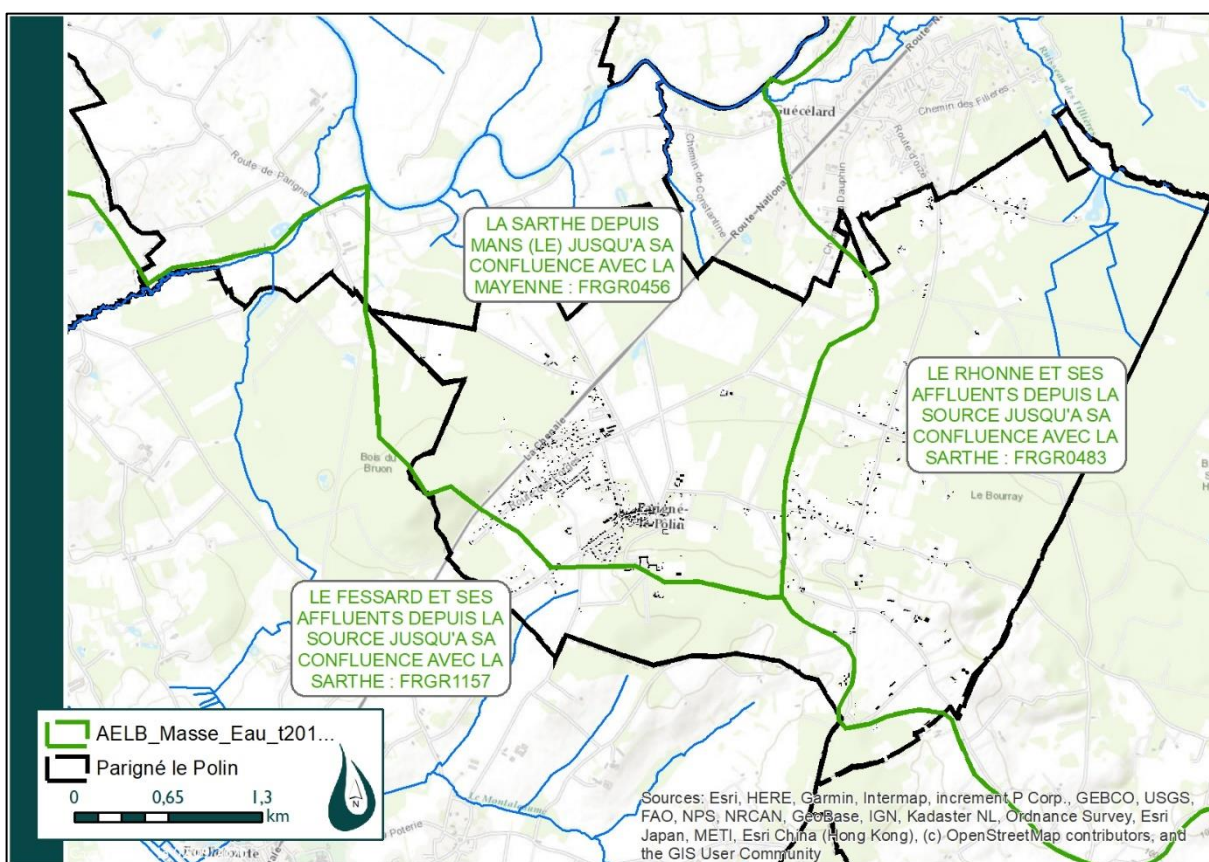 Guécélard
Chemin des Filières
Route d'oizé
Chemin de Constantine
Route de Parigné
Route-National
LA SARTHE DEPUIS
MANS (LE) JUSQU'A SA
CONFLUENCE AVEC LA
MAYENNE : FRGR0456
LE RHONNE ET SES
AFFLUENTS DEPUIS LA
SOURCE JUSQU'A SA
CONFLUENCE AVEC LA
SARTHE : FRGR0483
Bois du
Bruon
Le Bourray
Parigné-
le-Polin
LE FESSARD ET SES
AFFLUENTS DEPUIS LA
SOURCE JUSQU'A SA
CONFLUENCE AVEC LA
SARTHE : FRGR1157
AELB_Masse_Eau_t201...
Parigné le Polin
0 0,65 1,3
km
N
Sources: Esri, HERE, Garmin, Intermap, increment P Corp., GEBCO, USGS,
FAO, NPS, NRCAN, GeoBase, IGN, Kadaster NL, Ordnance Survey, Esri
Japan, METI, Esri China (Hong Kong), (c) OpenStreetMap contributors, and
the GIS User Community